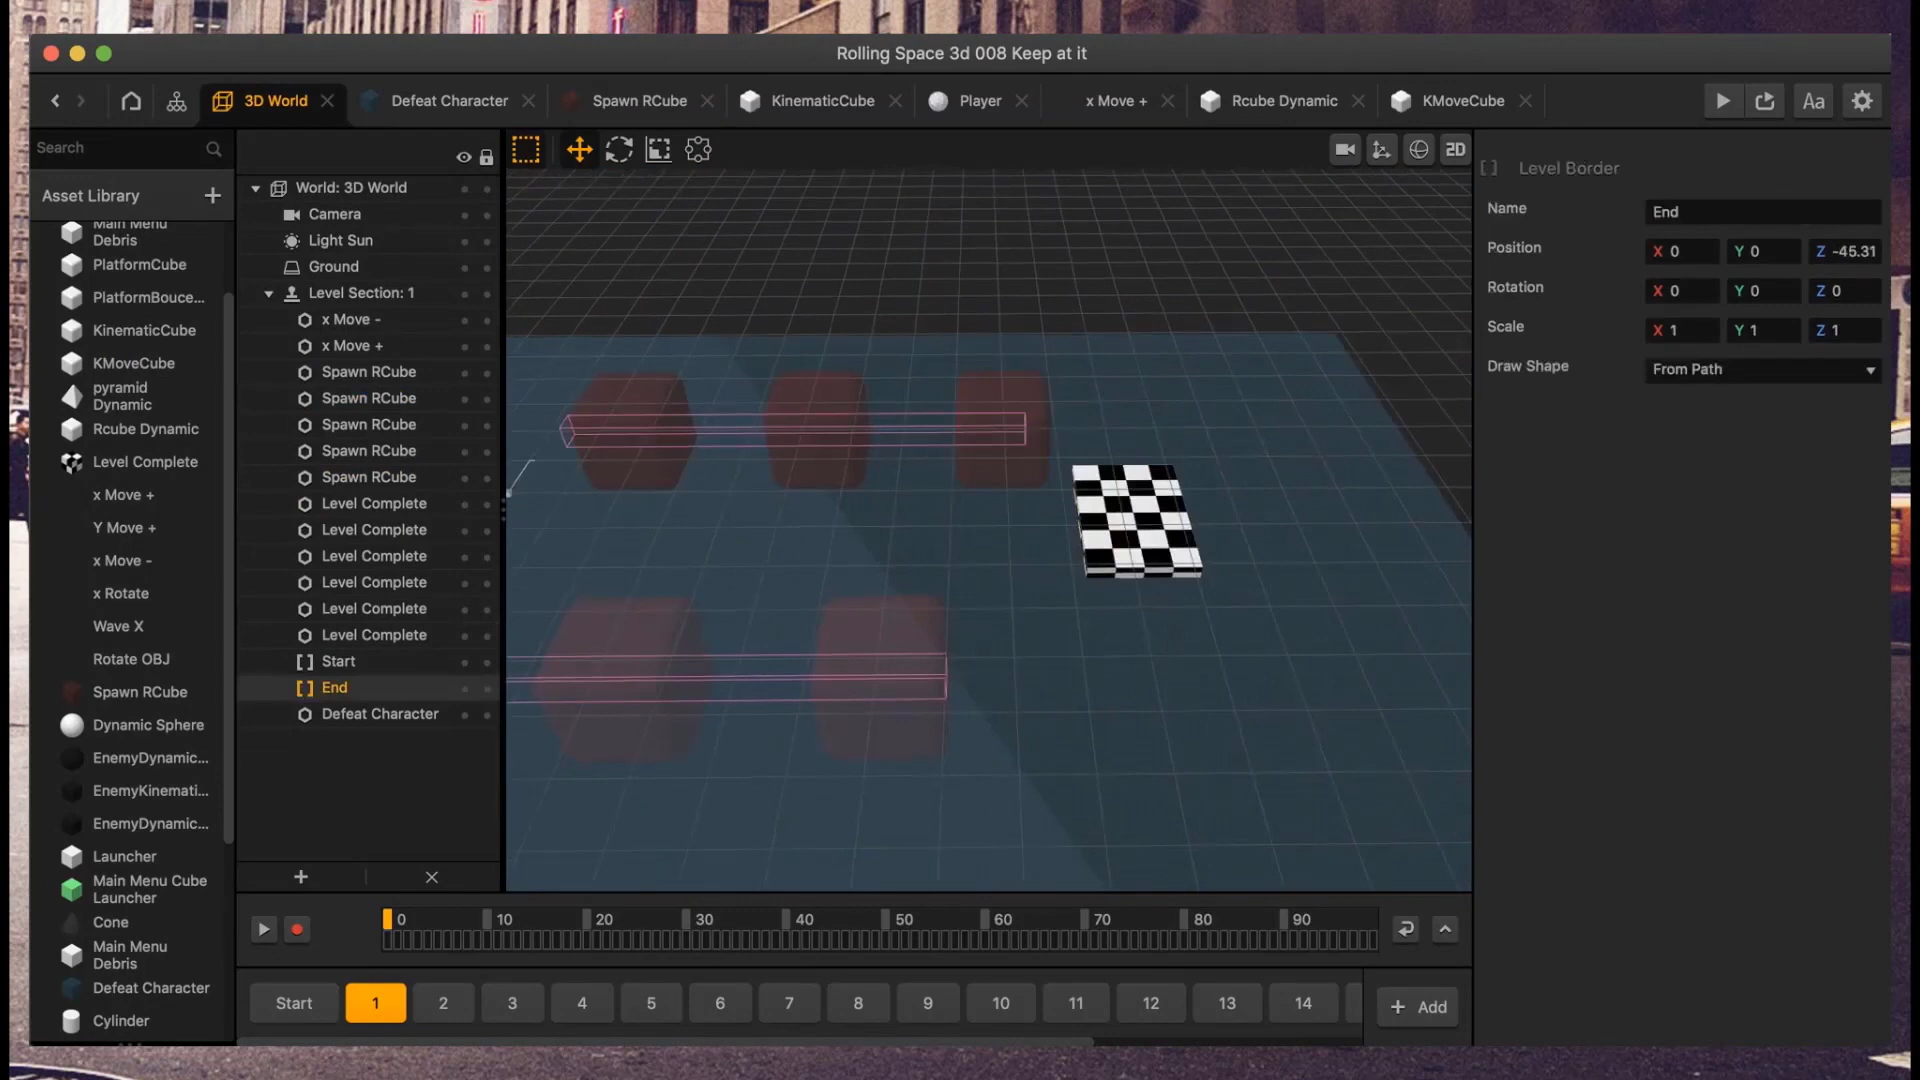 Rolling Space 3d 008 Keep at it
3D World
Defeat Character
Spawn RCube
KinematicCube
Player
x Move +
Rcube Dynamic
KMoveCube
Aa
Search
Asset Library
Main Menu
Debris
PlatformCube
PlatformBouce...
KinematicCube
KMoveCube
pyramid
Dynamic
Rcube Dynamic
Level Complete
x Move +
Y Move +
x Move -
x Rotate
Wave X
Rotate OBJ
Spawn RCube
Dynamic Sphere
EnemyDynamic...
EnemyKinemati...
EnemyDynamic...
Launcher
Main Menu Cube
Launcher
Cone
Main Menu
Debris
Defeat Character
Cylinder
World: 3D World
Camera
Light Sun
Ground
Level Section: 1
x Move -
x Move +
Spawn RCube
Spawn RCube
Spawn RCube
Spawn RCube
Spawn RCube
Level Complete
Level Complete
Level Complete
Level Complete
Level Complete
Level Complete
[ ] Start
[ ] End
Defeat Character
2D
[ ] Level Border
Name End
Position X 0 Y 0 Z -45.31
Rotation X 0 Y 0 Z 0
Scale X 1 Y 1 Z 1
Draw Shape From Path
0 10 20 30 40 50 60 70 80 90
Start 1 2 3 4 5 6 7 8 9 10 11 12 13 14
+ Add